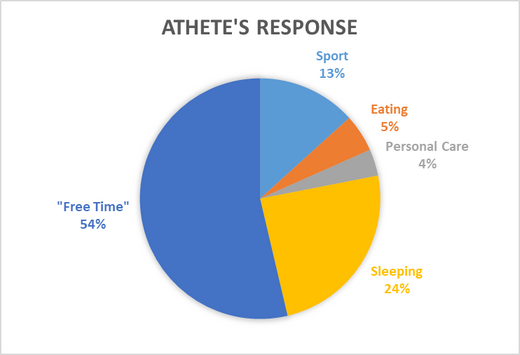 ATHETE'S RESPONSE
Sport
13%
Eating
5%
Personal Care
4%
"Free Time"
54%
Sleeping
24%